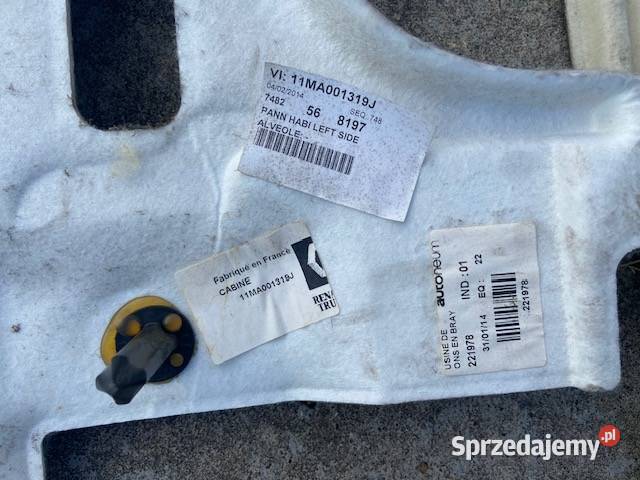 VI: 11MA001319J
04/02/2014 SEQ. 748
7482 56 8197
PANN HABI LEFT SIDE
ALVEOLE: -
Fabriqué en France
CABINE
11MA001319J
RENA
TRU
autoneum
USINE DE
ONS EN BRAY
221978 IND : 01
31/01/14 EQ : 22
221978
Sprzedajemy.pl